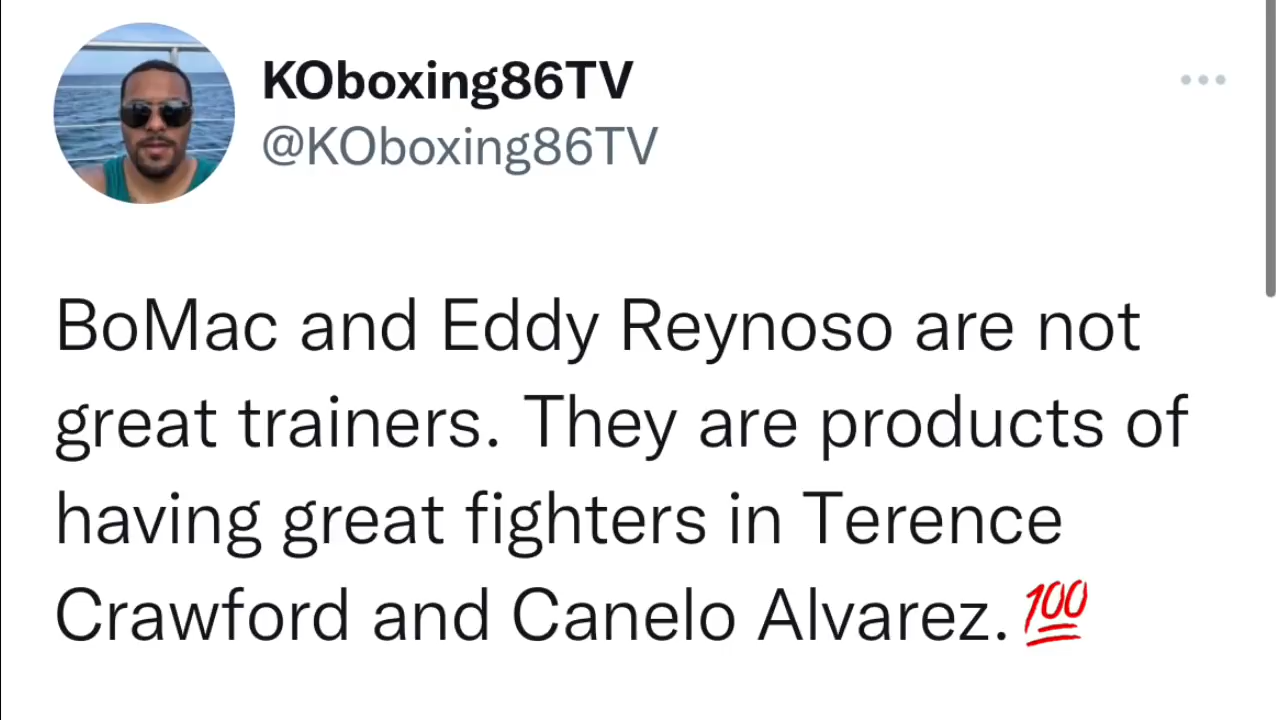 KOboxing86TV
@KOboxing86TV
BoMac and Eddy Reynoso are not
great trainers. They are products of
having great fighters in Terence
Crawford and Canelo Alvarez. 💯